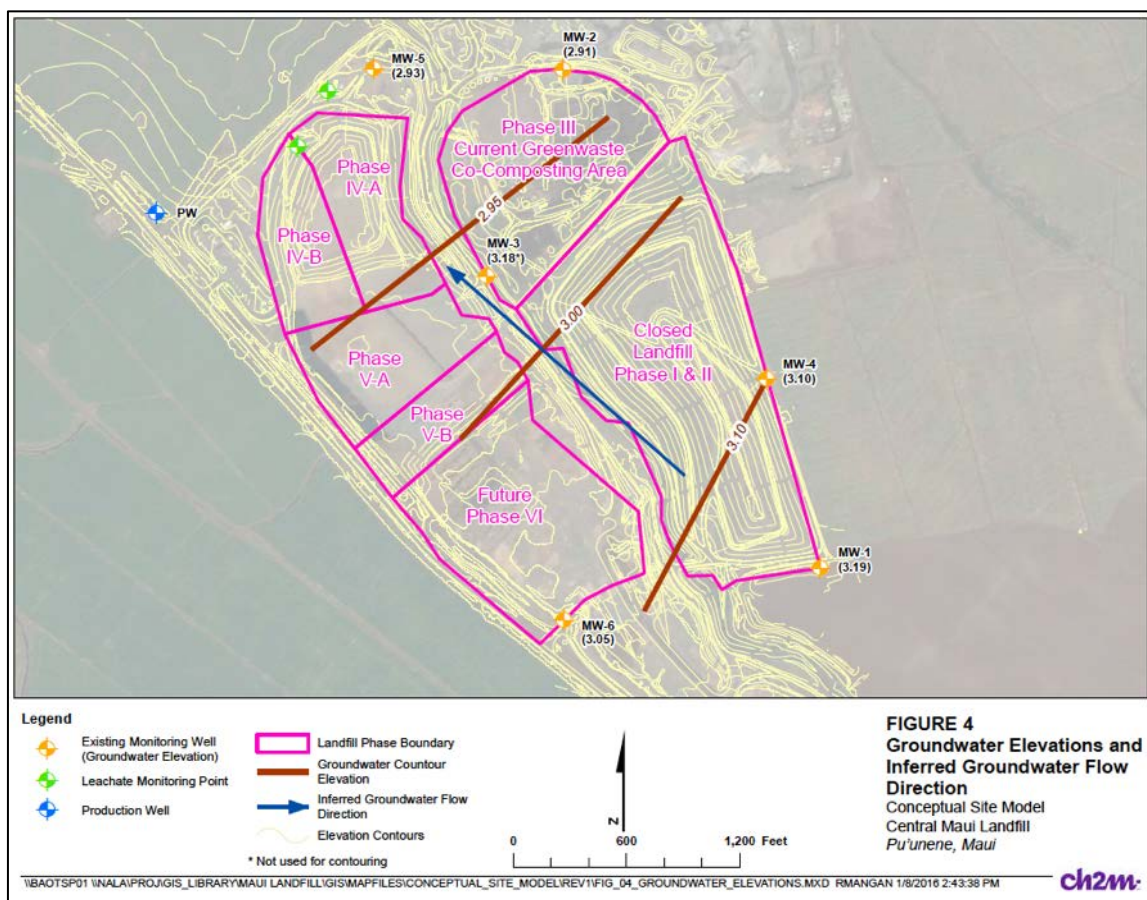 MW-2
(2.91)
MW-5
(2.93)
Phase III
Current Greenwaste
Co-Composting Area
Phase
IV-A
2.95
PW
Phase
IV-B
MW-3
(3.18*)
3.00
Closed
Landfill
Phase I & II
MW-4
(3.10)
Phase
V-A
Phase
V-B
3.10
Future
Phase VI
MW-1
(3.19)
MW-6
(3.05)
Legend
Existing Monitoring Well
(Groundwater Elevation)
Leachate Monitoring Point
Production Well
Landfill Phase Boundary
Groundwater Countour
Elevation
Inferred Groundwater Flow
Direction
Elevation Contours
* Not used for contouring
N
0 600 1,200 Feet
FIGURE 4
Groundwater Elevations and
Inferred Groundwater Flow
Direction
Conceptual Site Model
Central Maui Landfill
Pu'unene, Maui
\\BAOTSP01 \\NALA\PROJ\GIS_LIBRARY\MAUI LANDFILL\GIS\MAPFILES\CONCEPTUAL_SITE_MODEL\REV1\FIG_04_GROUNDWATER_ELEVATIONS.MXD RMANGAN 1/8/2016 2:43:38 PM
ch2m: